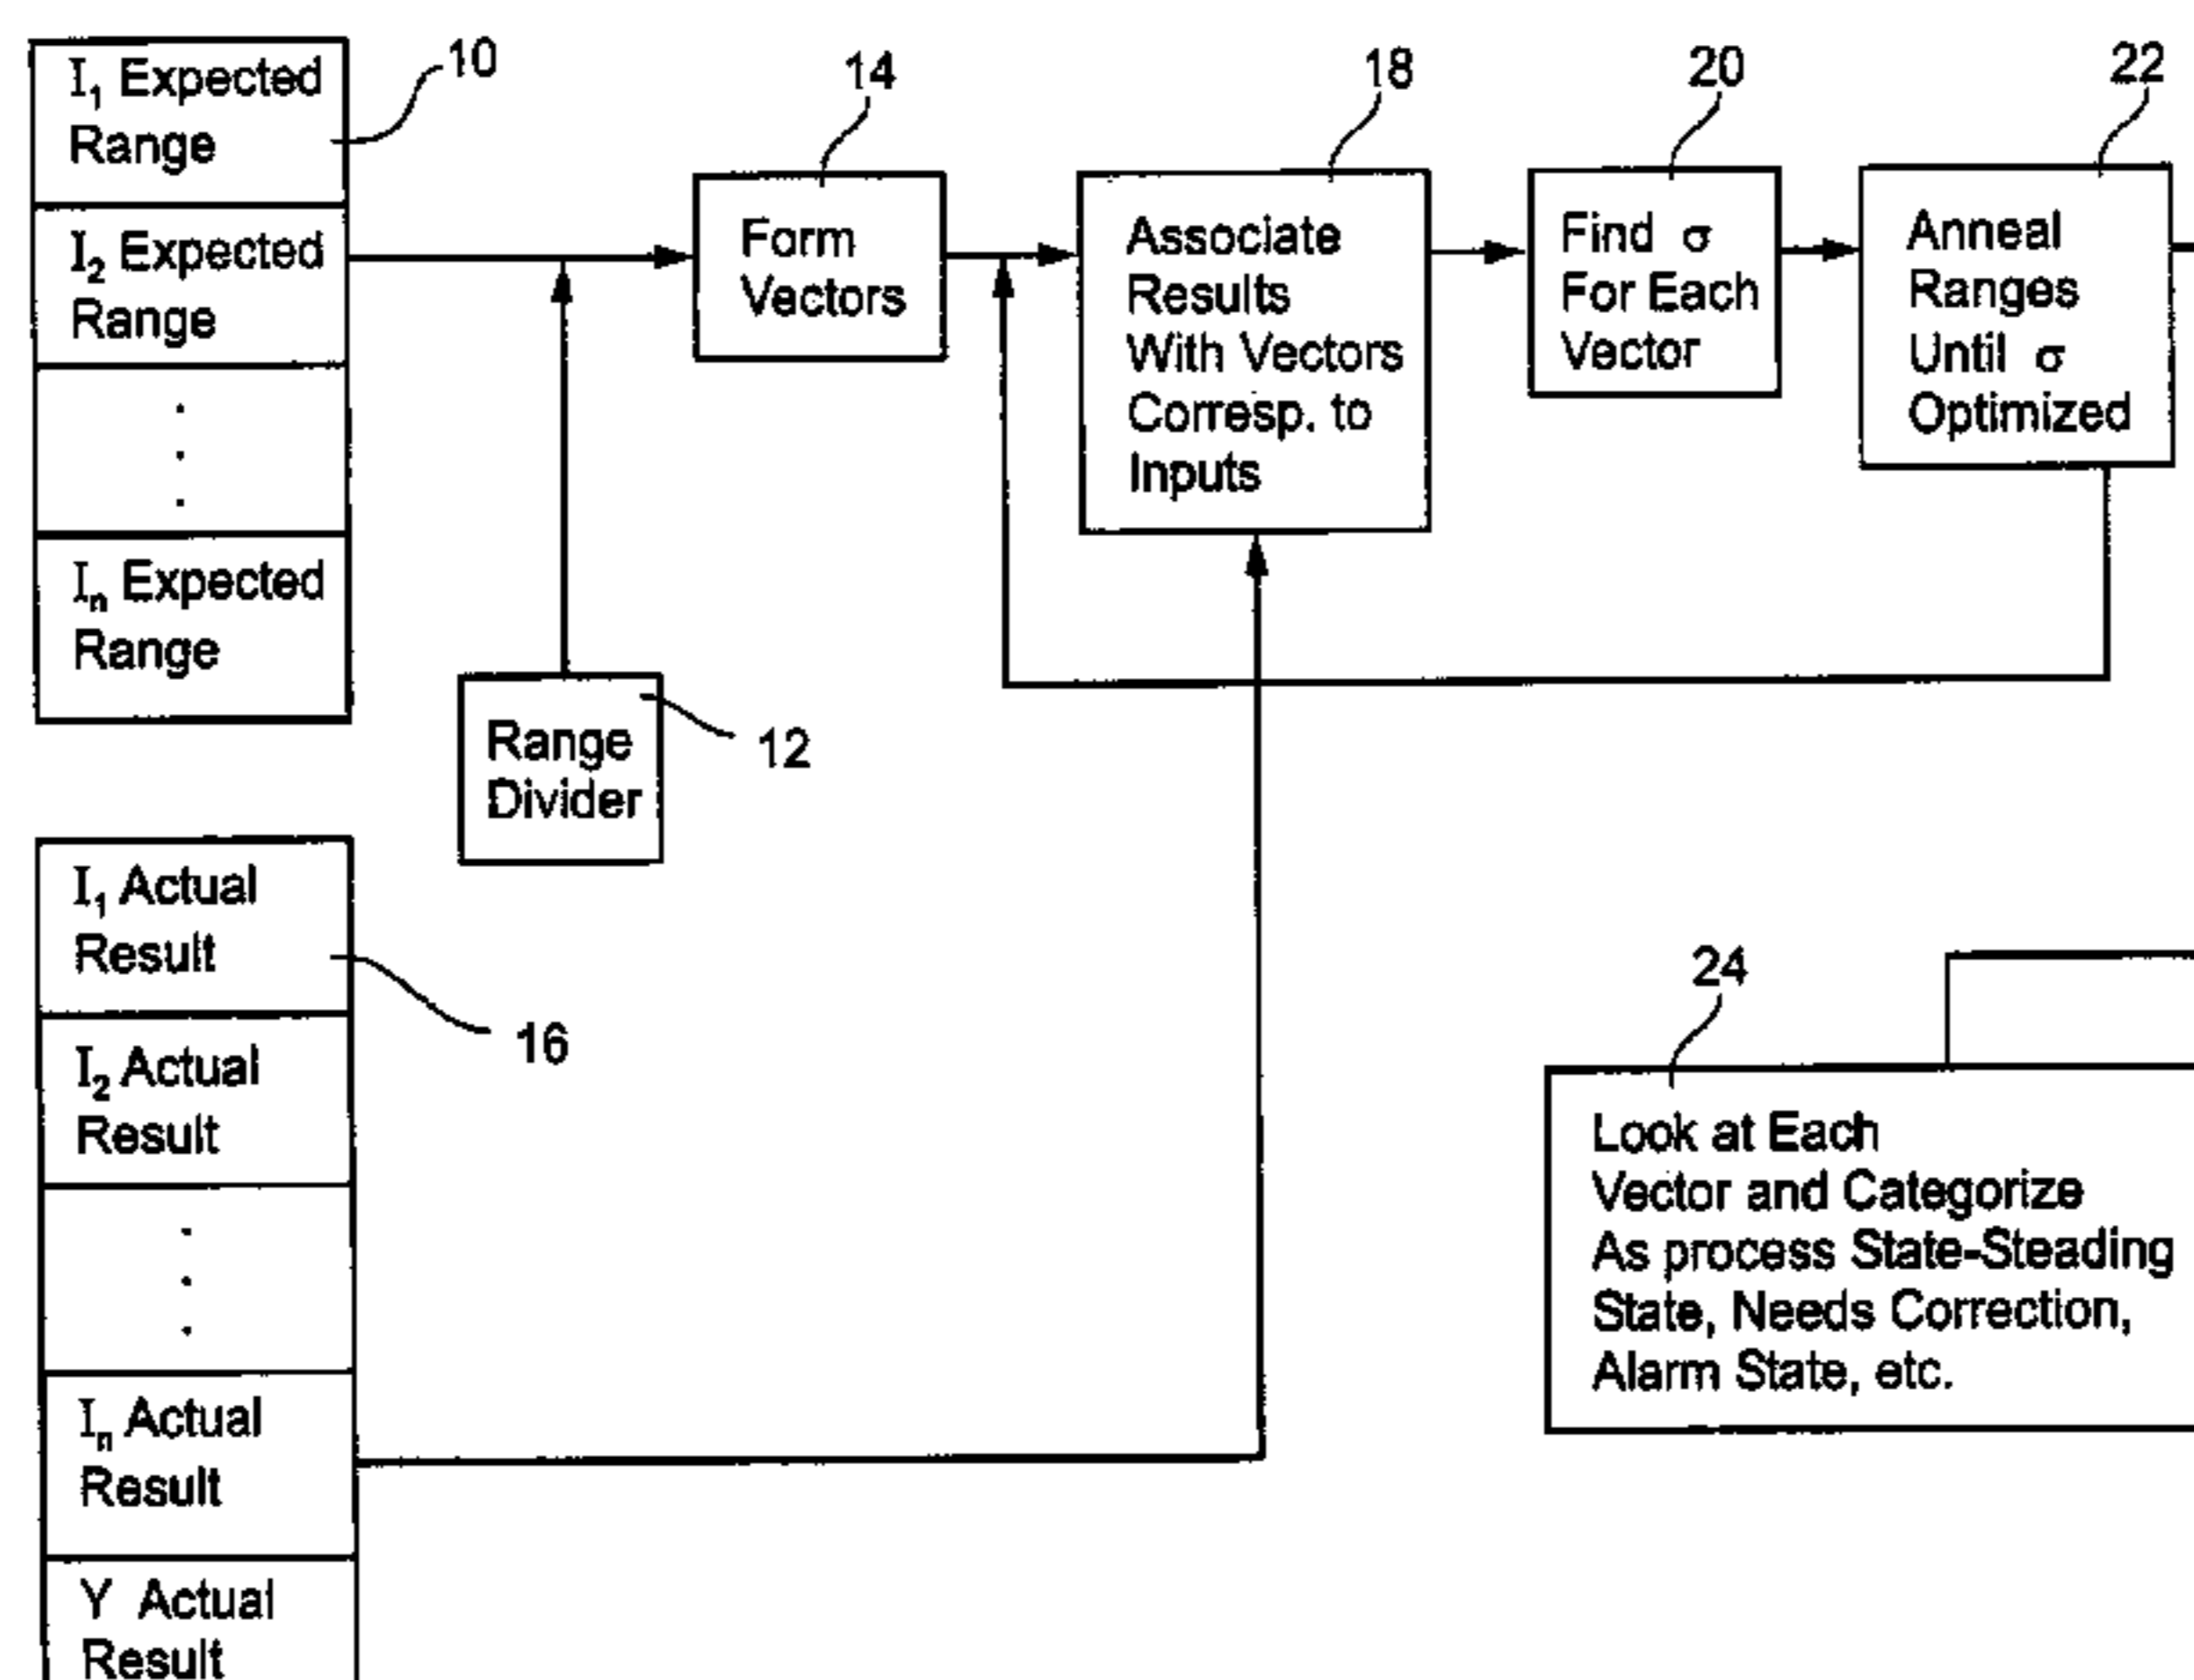 I₁ Expected
Range
10
I₂ Expected
Range
.
.
.
Iₙ Expected
Range
Range
Divider
12
14
Form
Vectors
18
Associate
Results
With Vectors
Corresp. to
Inputs
20
Find σ
For Each
Vector
22
Anneal
Ranges
Until σ
Optimized
I₁ Actual
Result
16
I₂ Actual
Result
.
.
.
Iₙ Actual
Result
Y Actual
Result
24
Look at Each
Vector and Categorize
As process State-Steading
State, Needs Correction,
Alarm State, etc.